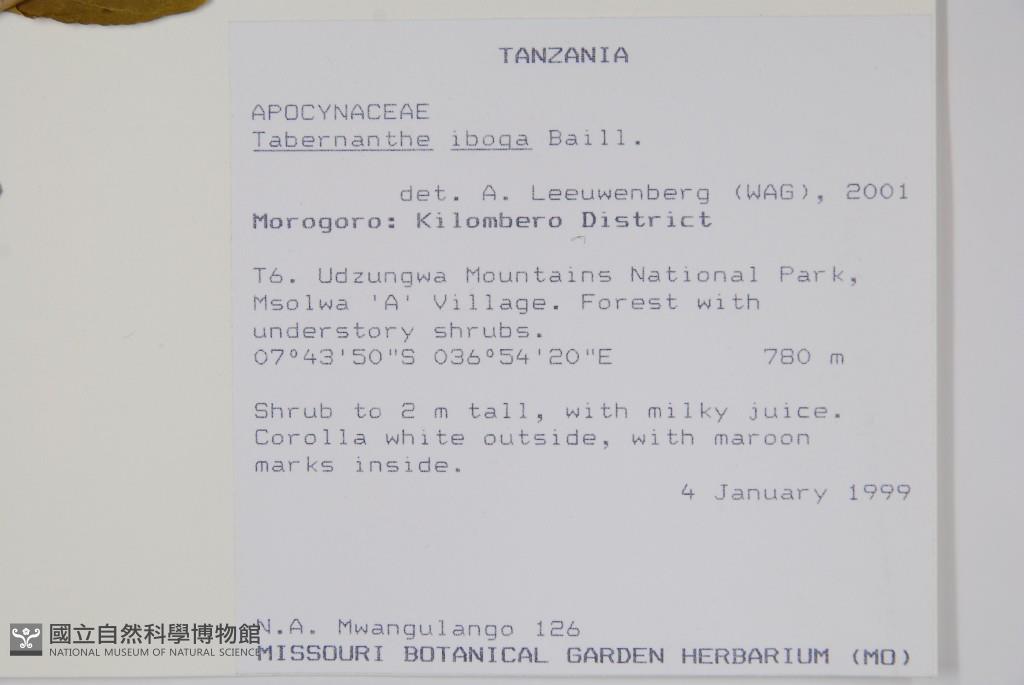 TANZANIA
APOCYNACEAE
Tabernanthe iboga Baill.
det. A. Leeuwenberg (WAG), 2001
Morogoro: Kilombero District
T6. Udzungwa Mountains National Park,
Msolwa 'A' Village. Forest with
understory shrubs.
07°43'50"S 036°54'20"E 780 m
Shrub to 2 m tall, with milky juice.
Corolla white outside, with maroon
marks inside.
4 January 1999
N.A. Mwangulango 126
MISSOURI BOTANICAL GARDEN HERBARIUM (MO)
國立自然科學博物館
NATIONAL MUSEUM OF NATURAL SCIENCE